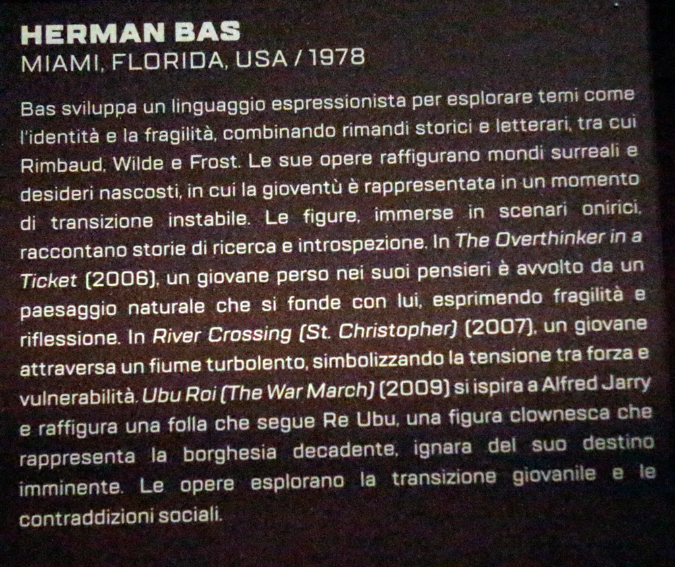 HERMAN BAS
MIAMI, FLORIDA, USA / 1978
Bas sviluppa un linguaggio espressionista per esplorare temi come
l'identità e la fragilità, combinando rimandi storici e letterari, tra cui
Rimbaud, Wilde e Frost. Le sue opere raffigurano mondi surreali e
desideri nascosti, in cui la gioventù è rappresentata in un momento
di transizione instabile. Le figure, immerse in scenari onirici,
raccontano storie di ricerca e introspezione. In The Overthinker in a
Ticket (2006), un giovane perso nei suoi pensieri è avvolto da un
paesaggio naturale che si fonde con lui, esprimendo fragilità e
riflessione. In River Crossing (St. Christopher) (2007), un giovane
attraversa un fiume turbolento, simbolizzando la tensione tra forza e
vulnerabilità. Ubu Roi (The War March) (2009) si ispira a Alfred Jarry
e raffigura una folla che segue Re Ubu, una figura clownesca che
rappresenta la borghesia decadente, ignara del suo destino
imminente. Le opere esplorano la transizione giovanile e le
contraddizioni sociali.